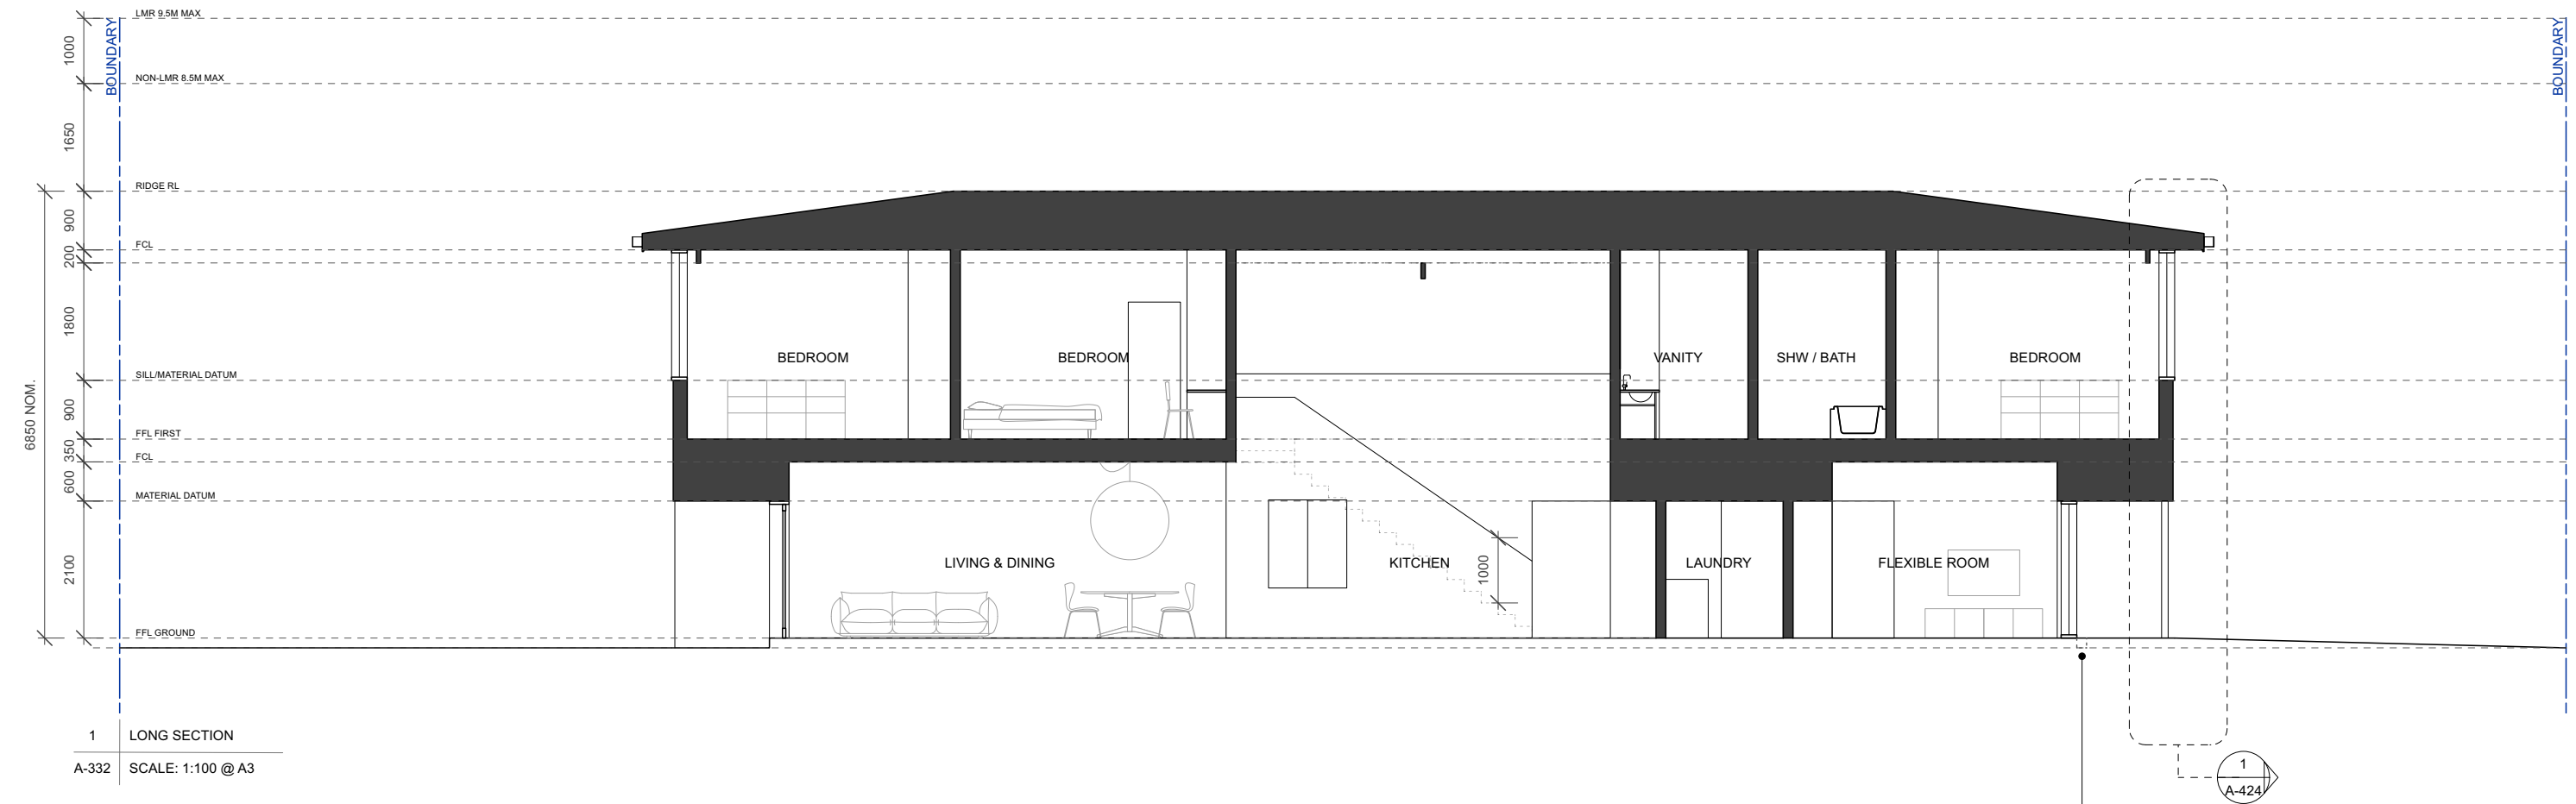 LMR 9.5M MAX
BOUNDARY
BOUNDARY
1000
NON-LMR 8.5M MAX
1650
RIDGE RL
900
FCL
200
1800
BEDROOM
BEDROOM
VANITY
SHW / BATH
BEDROOM
SILL/MATERIAL DATUM
6850 NOM.
900
FFL FIRST
350
FCL
600
MATERIAL DATUM
2100
LIVING & DINING
KITCHEN
1000
LAUNDRY
FLEXIBLE ROOM
FFL GROUND
1 LONG SECTION
A-332 SCALE: 1:100 @ A3
1
A-424